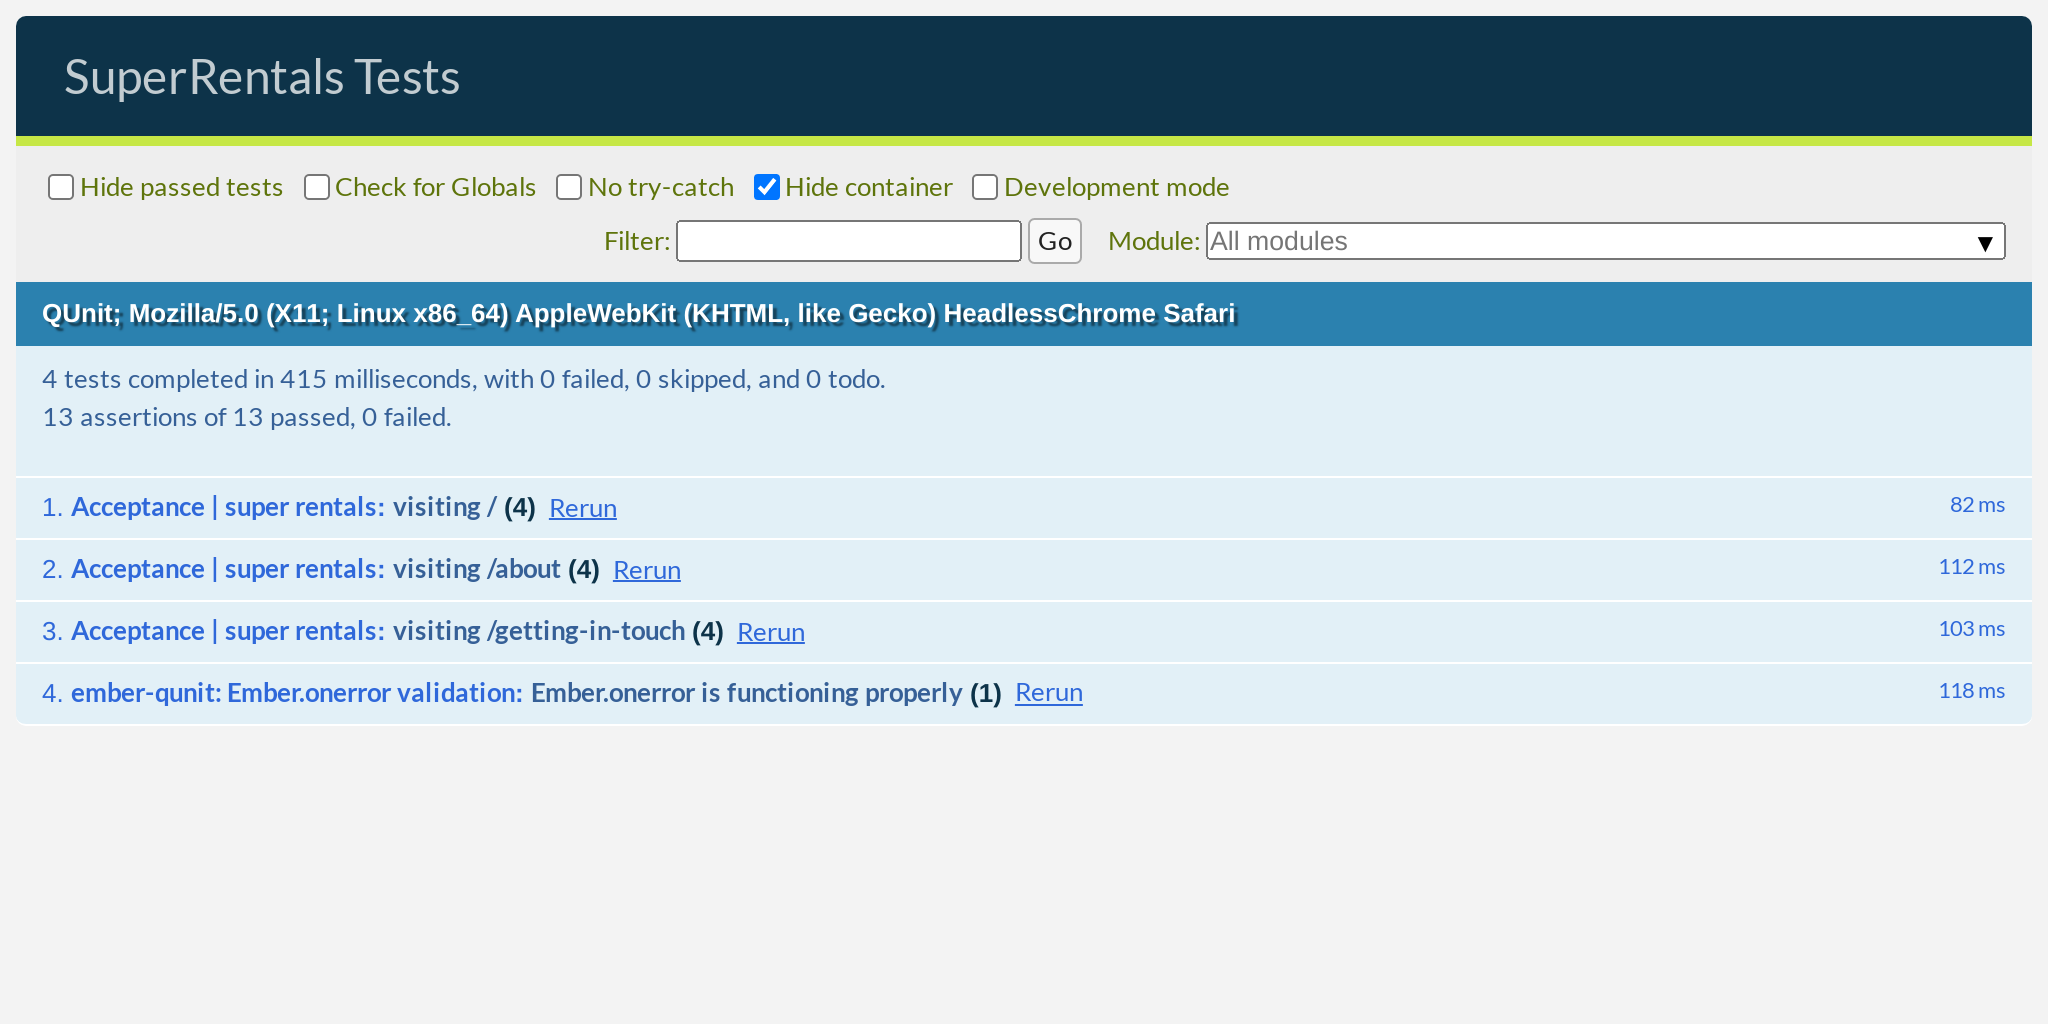 SuperRentals Tests
Hide passed tests Check for Globals No try-catch Hide container Development mode
Filter: Go Module: All modules ▼
QUnit; Mozilla/5.0 (X11; Linux x86_64) AppleWebKit (KHTML, like Gecko) HeadlessChrome Safari
4 tests completed in 415 milliseconds, with 0 failed, 0 skipped, and 0 todo.
13 assertions of 13 passed, 0 failed.
1. Acceptance | super rentals: visiting / (4) Rerun 82 ms
2. Acceptance | super rentals: visiting /about (4) Rerun 112 ms
3. Acceptance | super rentals: visiting /getting-in-touch (4) Rerun 103 ms
4. ember-qunit: Ember.onerror validation: Ember.onerror is functioning properly (1) Rerun 118 ms